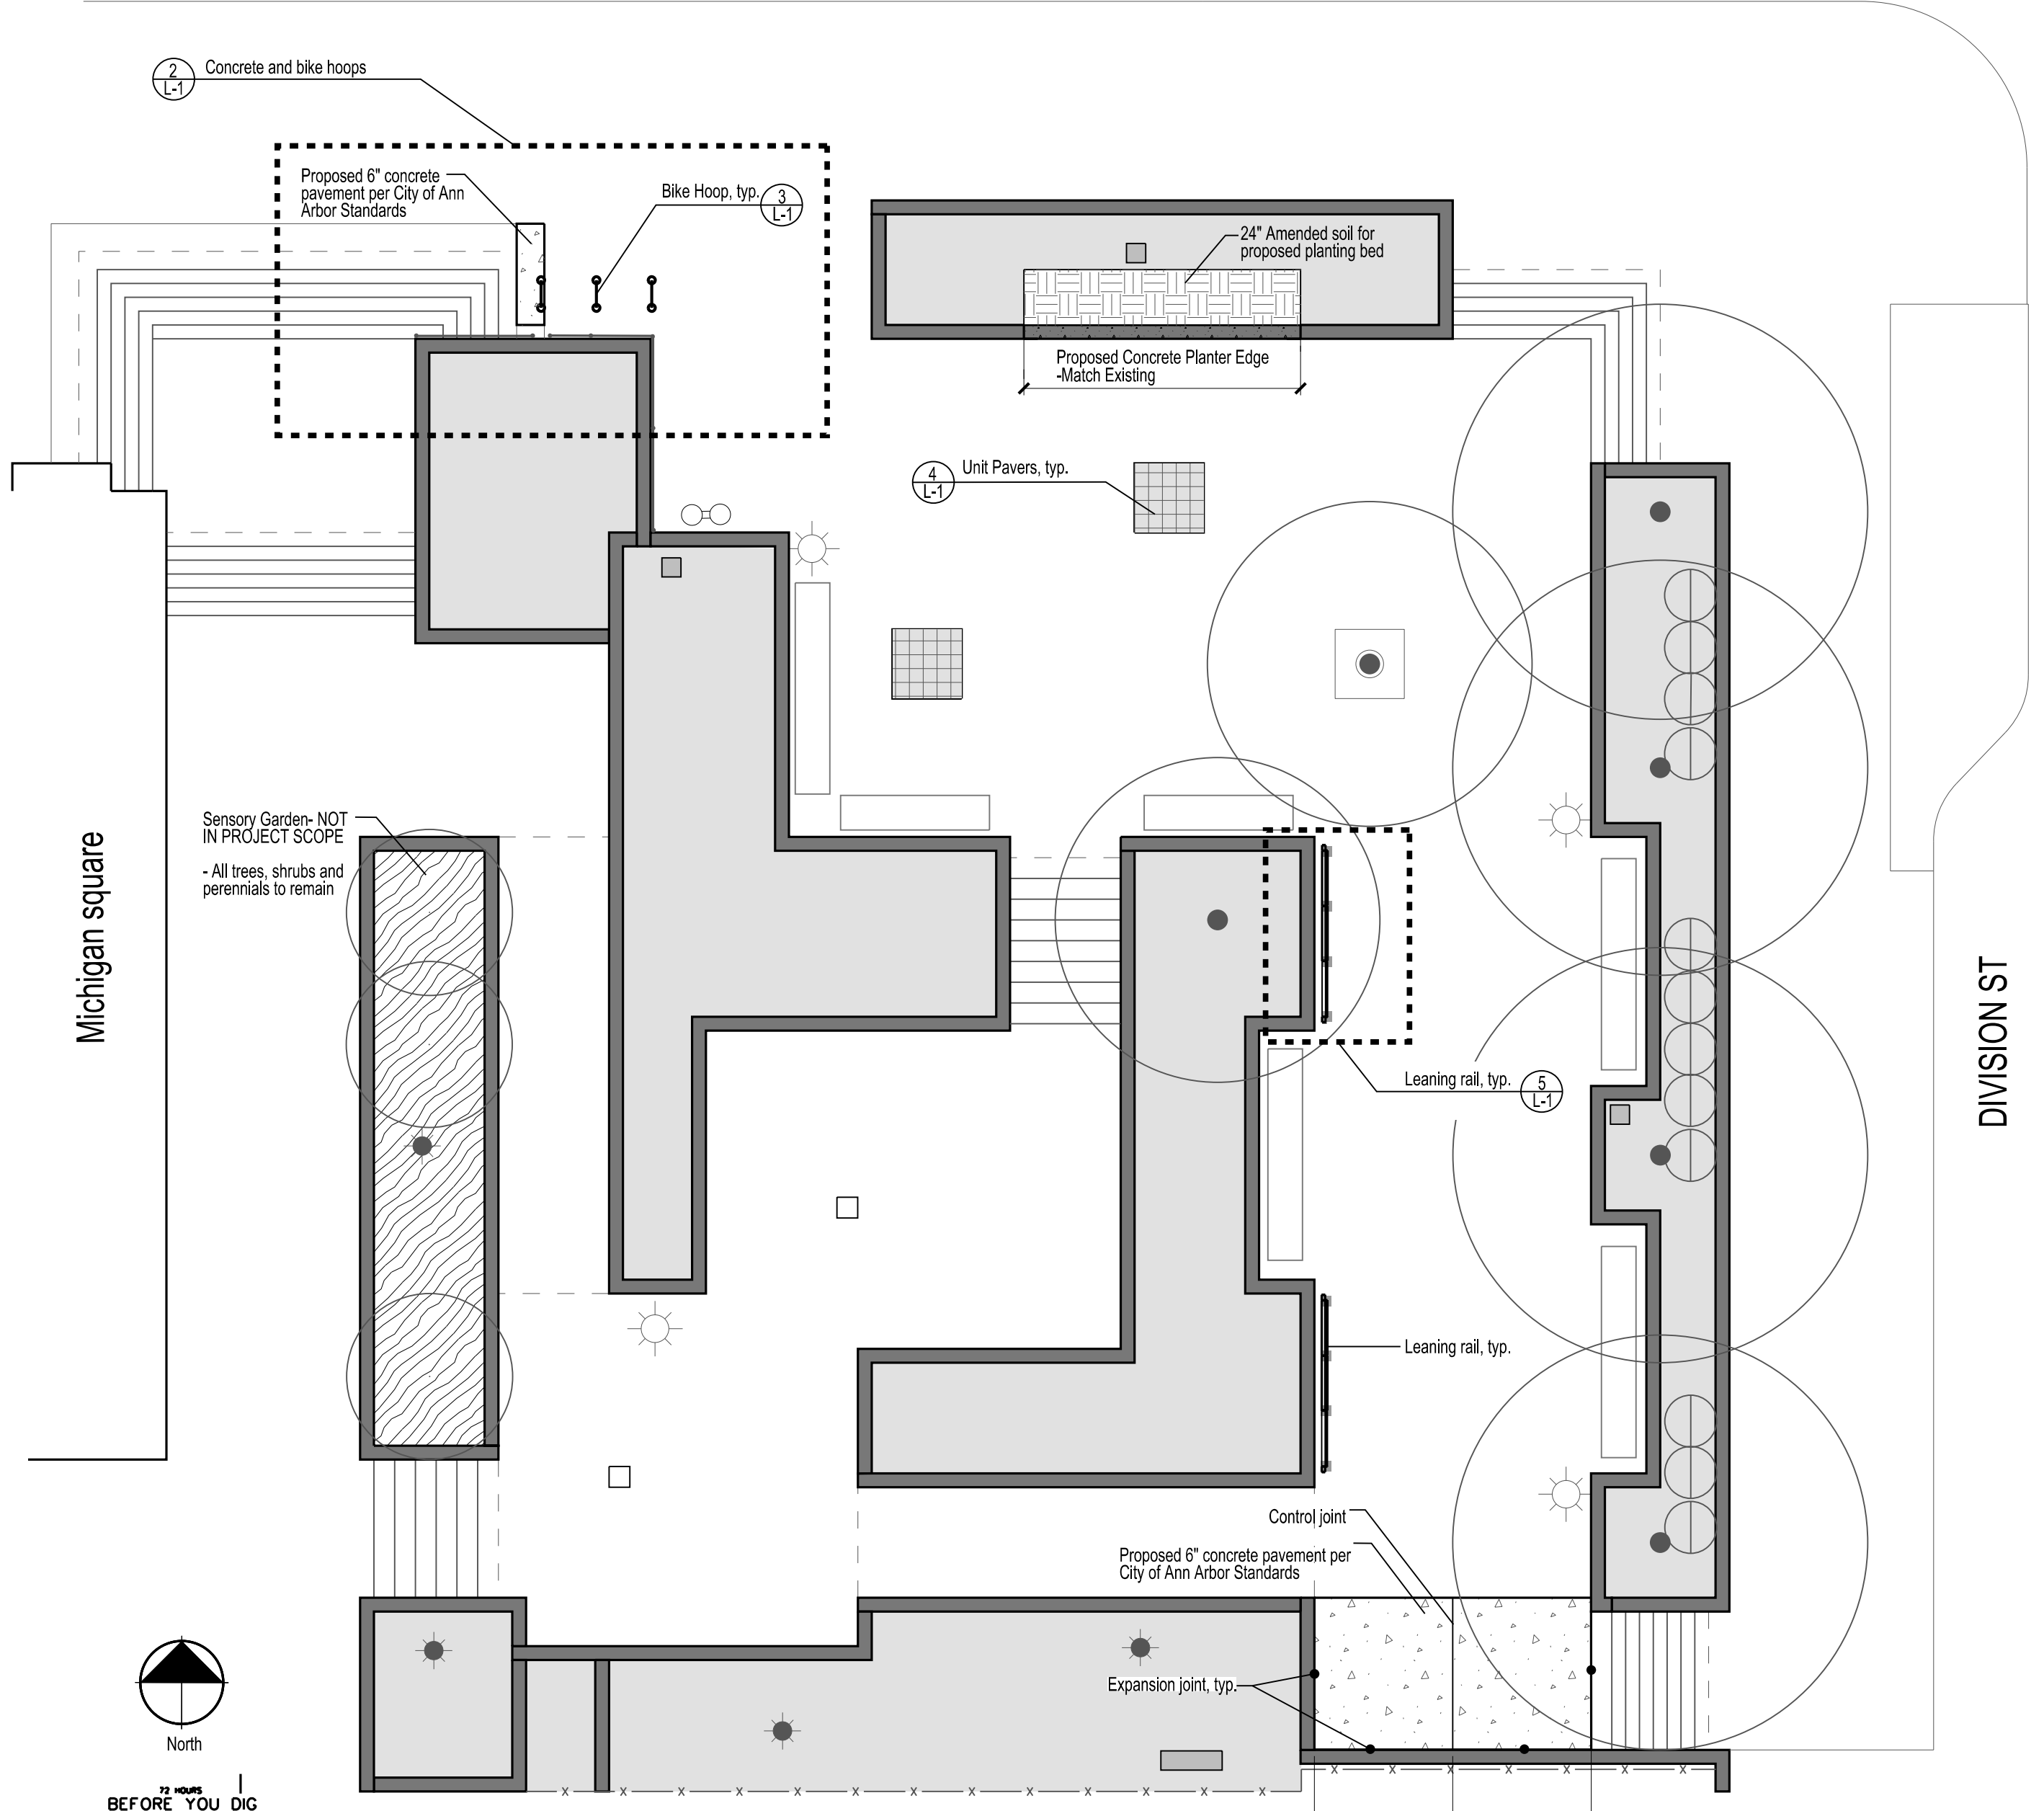 2
L-1
Concrete and bike hoops
Proposed 6" concrete
pavement per City of Ann
Arbor Standards
Bike Hoop, typ.
3
L-1
24" Amended soil for
proposed planting bed
Proposed Concrete Planter Edge
-Match Existing
4
L-1
Unit Pavers, typ.
Sensory Garden- NOT
IN PROJECT SCOPE
- All trees, shrubs and
perennials to remain
Michigan square
DIVISION ST
Leaning rail, typ.
5
L-1
Leaning rail, typ.
Control joint
Proposed 6" concrete pavement per
City of Ann Arbor Standards
Expansion joint, typ.
North
72 HOURS
BEFORE YOU DIG